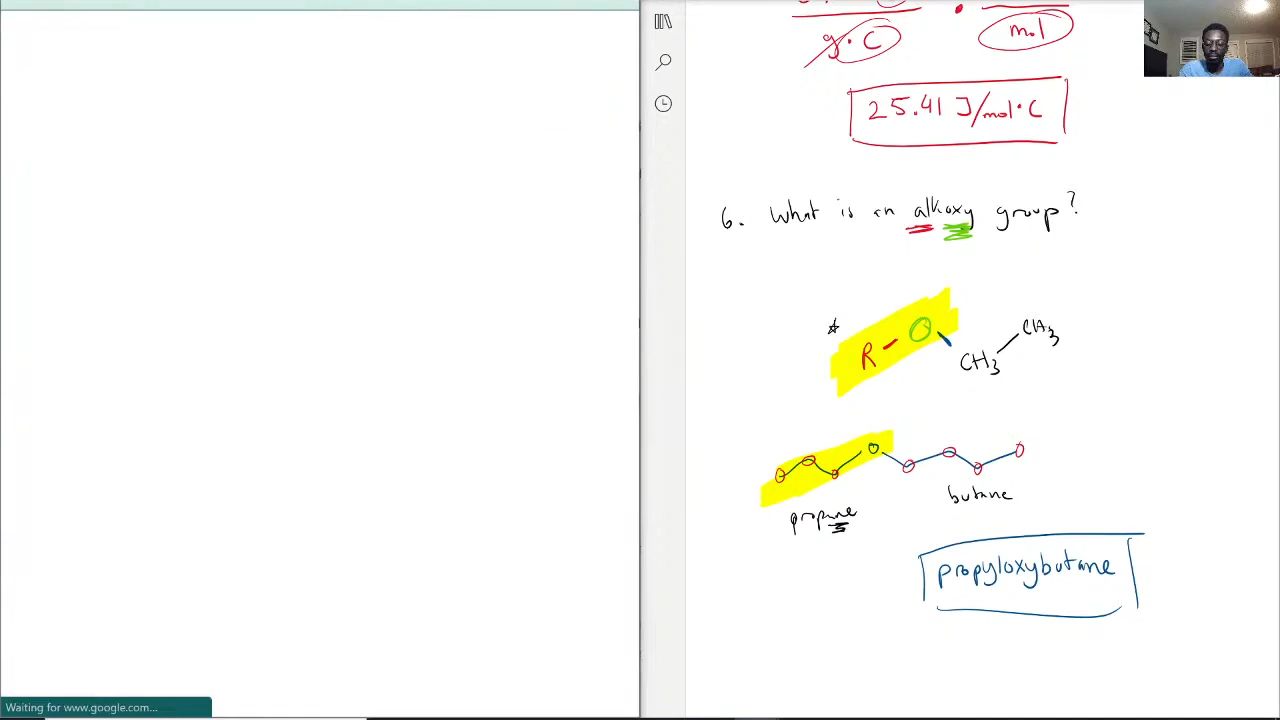 g·C
mol
25.41 J/mol·C
6. What is an alkoxy group?
R - O
CH3
CH3
O
propane
butane
propyloxybutane
Waiting for www.google.com...